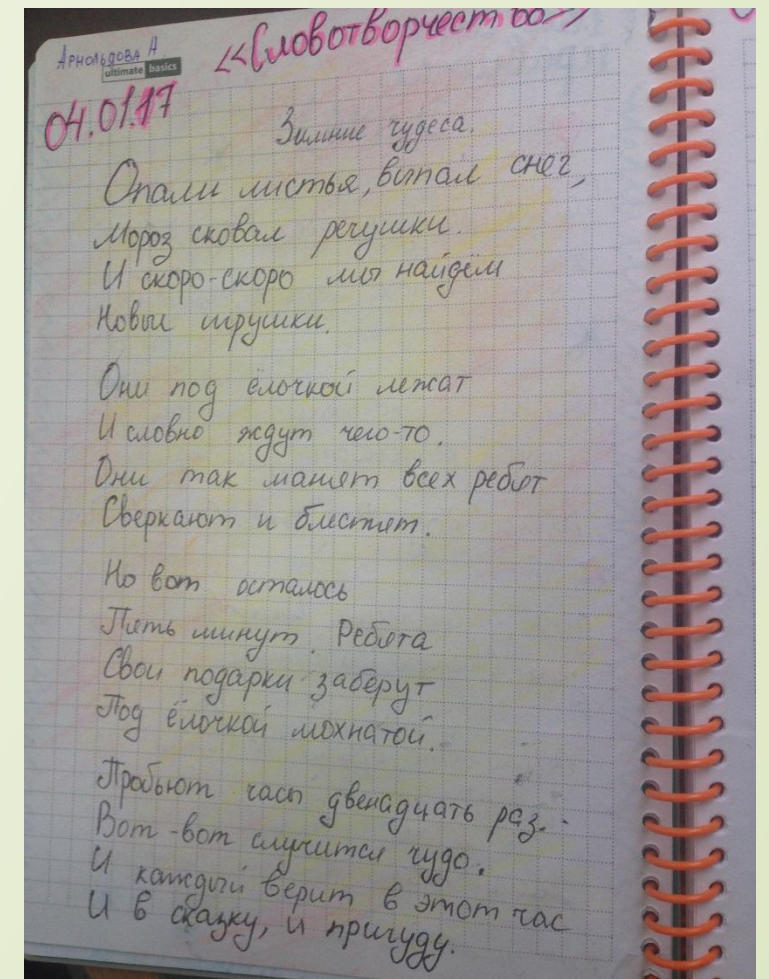 Арнольдова А.
ultimate basics
«Словотворчество»
04.01.17
Зимние чудеса.
Опали листья, выпал снег,
Мороз сковал речушки.
И скоро-скоро мы найдём
Новые игрушки.
Они под ёлочкой лежат
И словно ждут чего-то.
Они так манят всех ребят
Сверкают и блестят.
Но вот осталось
Пять минут. Ребята
Свои подарки заберут
Под ёлочкой мохнатой.
Пробьют часы двенадцать раз.
Вот-вот случится чудо.
И каждый верит в этот час
И в сказку, и причуду.